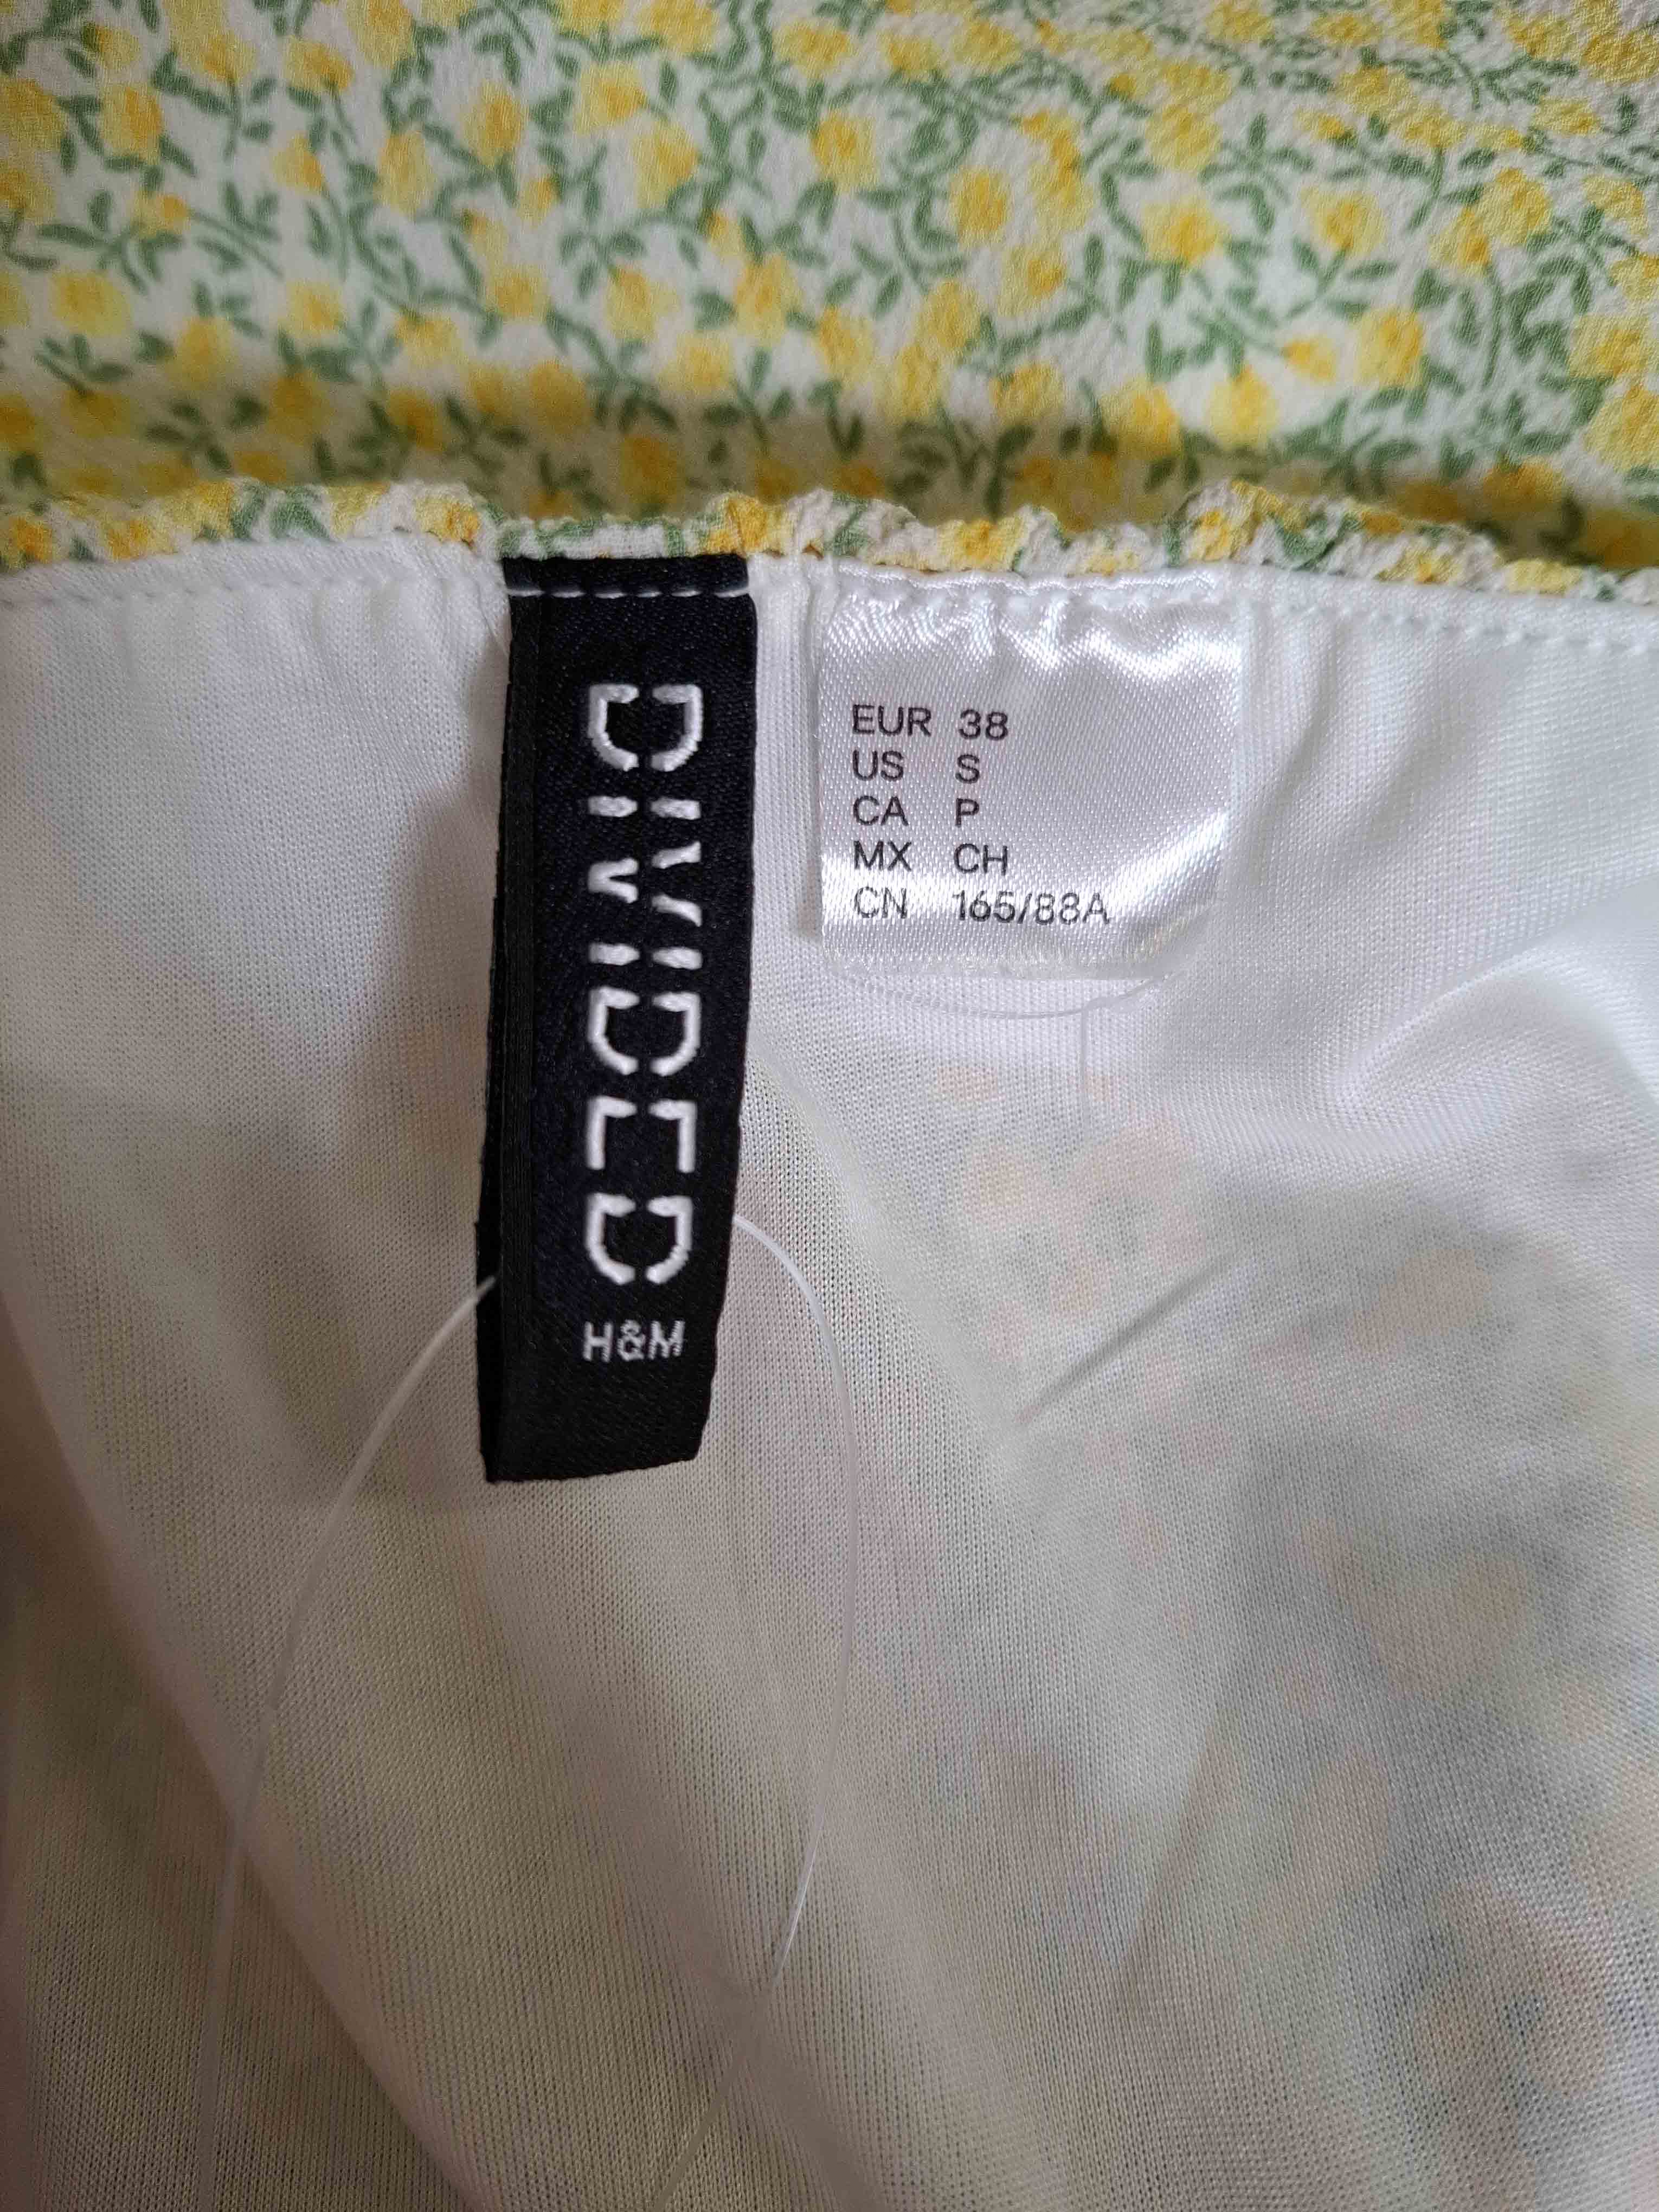 DIVIDED
H&M
EUR 38
US S
CA P
MX CH
CN 165/88A